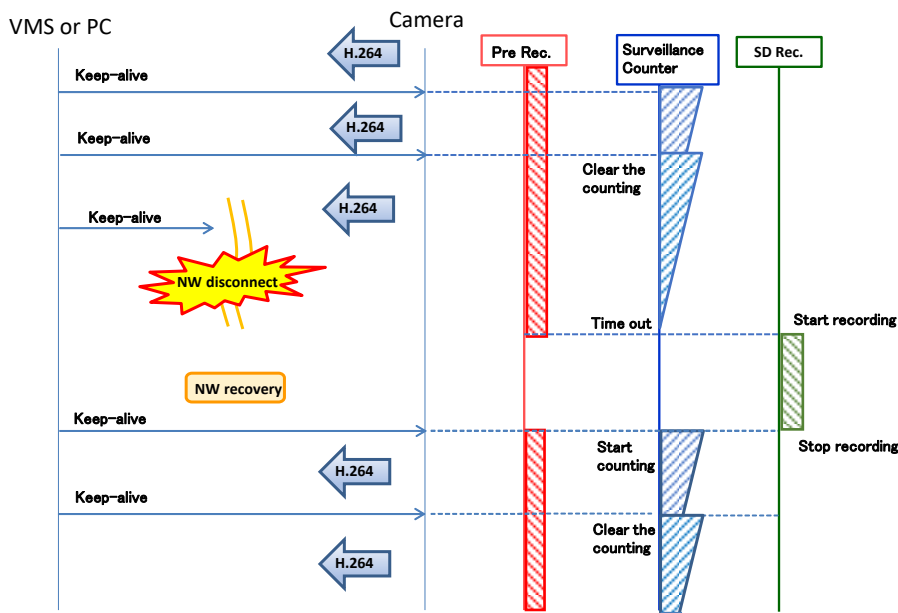 VMS or PC
Camera
Pre Rec.
Surveillance
Counter
SD Rec.
H.264
Keep-alive
H.264
Keep-alive
Clear the
counting
H.264
Keep-alive
NW disconnect
Time out
Start recording
NW recovery
Keep-alive
Start
counting
Stop recording
H.264
Keep-alive
Clear the
counting
H.264